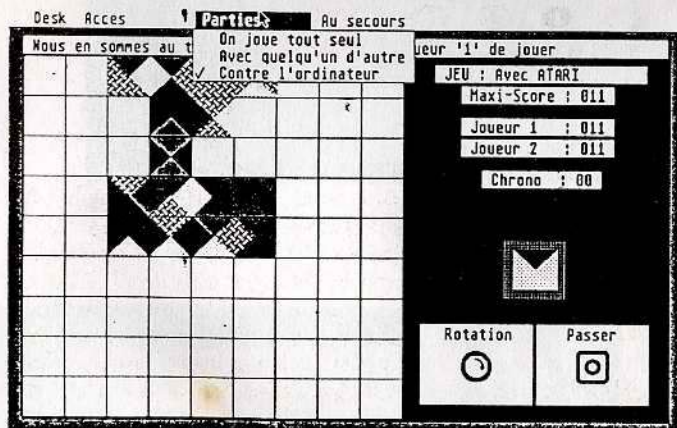 Desk Acces Parties Au secours
Nous en sommes au t
ueur '1' de jouer
On joue tout seul
Avec quelqu'un d'autre
✓ Contre l'ordinateur
JEU : Avec ATARI
Maxi-Score : 011
Joueur 1 : 011
Joueur 2 : 011
Chrono : 00
Rotation Passer